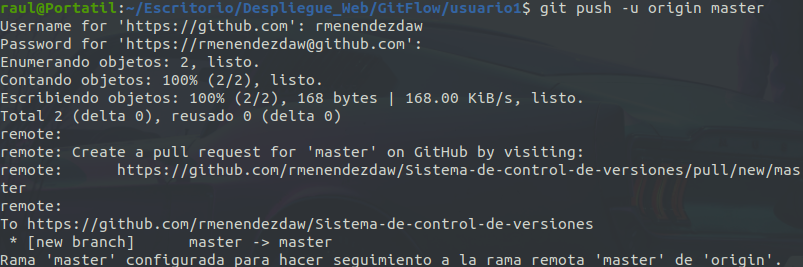 raul@Portatil:~/Escritorio/Despliegue_Web/GitFlow/usuario1$ git push -u origin master
Username for 'https://github.com': rmenendezdaw
Password for 'https://rmenendezdaw@github.com':
Enumerando objetos: 2, listo.
Contando objetos: 100% (2/2), listo.
Escribiendo objetos: 100% (2/2), 168 bytes | 168.00 KiB/s, listo.
Total 2 (delta 0), reusado 0 (delta 0)
remote:
remote: Create a pull request for 'master' on GitHub by visiting:
remote:      https://github.com/rmenendezdaw/Sistema-de-control-de-versiones/pull/new/mas
ter
remote:
To https://github.com/rmenendezdaw/Sistema-de-control-de-versiones
 * [new branch]      master -> master
Rama 'master' configurada para hacer seguimiento a la rama remota 'master' de 'origin'.